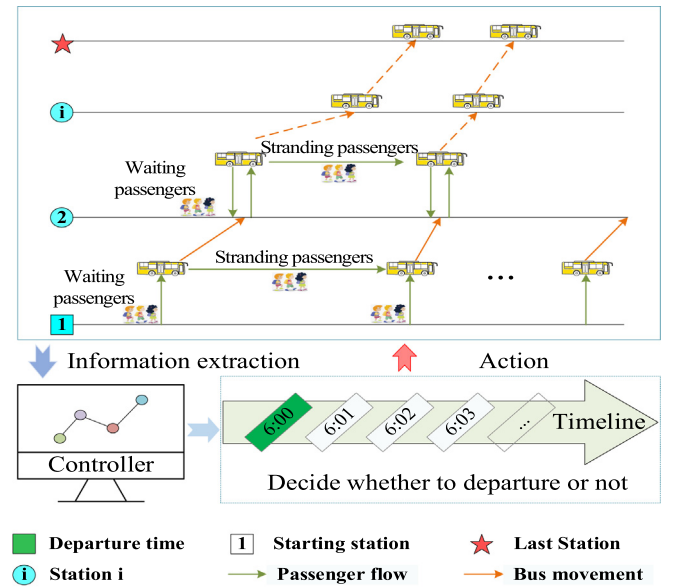 i
Stranding passengers
Waiting
passengers
2
Stranding passengers
Waiting
passengers
...
1
Information extraction
Action
6:00
6:01
6:02
6:03
...
Timeline
Controller
Decide whether to departure or not
Departure time
1
Starting station
Last Station
i
Station i
Passenger flow
Bus movement